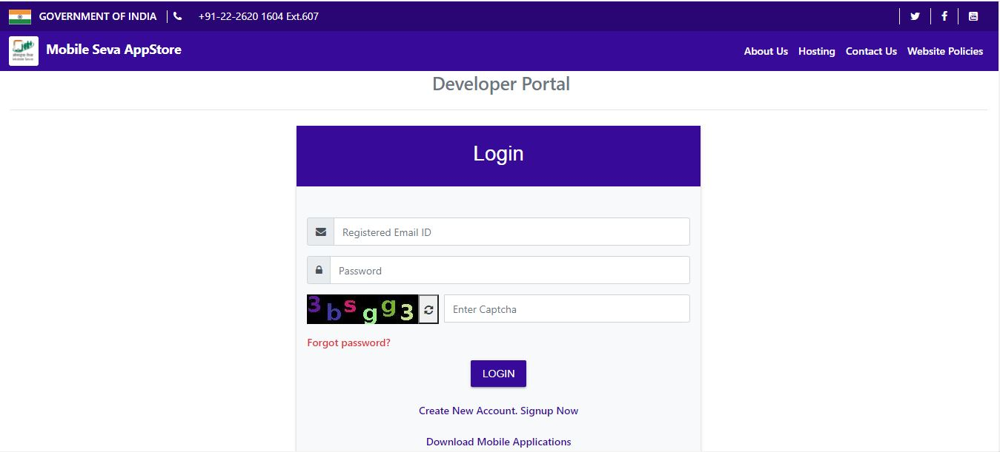 GOVERNMENT OF INDIA
+91-22-2620 1604 Ext.607
Mobile Seva AppStore
About Us Hosting Contact Us Website Policies
Developer Portal
Login
Registered Email ID
Password
3bsgg3
Enter Captcha
Forgot password?
LOGIN
Create New Account. Signup Now
Download Mobile Applications